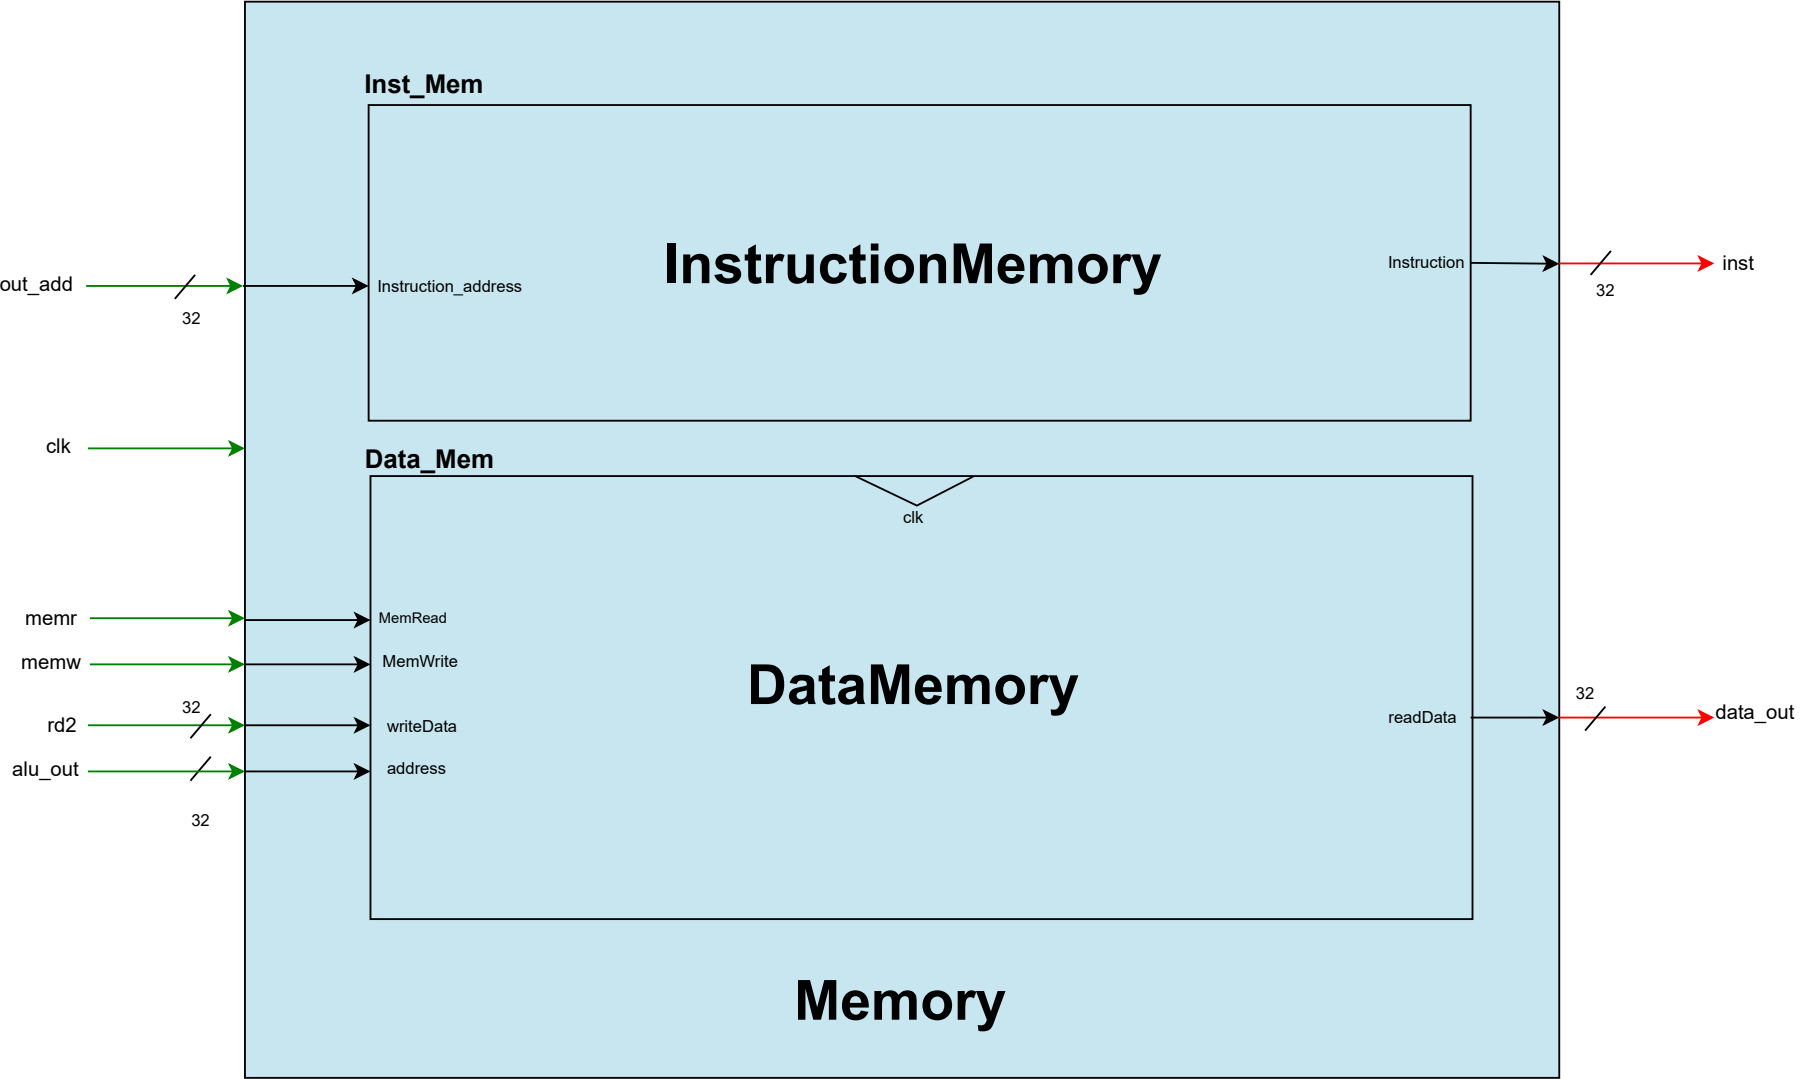 Inst_Mem
InstructionMemory
out_add
32
Instruction_address
Instruction
inst
32
clk
Data_Mem
clk
memr
MemRead
memw
MemWrite
DataMemory
32
rd2
writeData
readData
32
data_out
alu_out
address
32
Memory